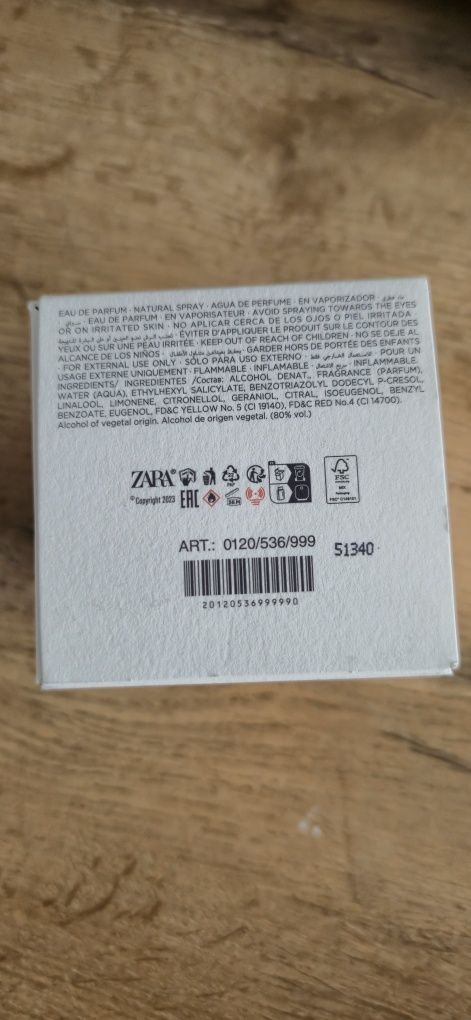 EAU DE PARFUM · NATURAL SPRAY · AGUA DE PERFUME · EN VAPORIZADOR ·
· EAU DE PARFUM · EN VAPORISATEUR · AVOID SPRAYING TOWARDS THE EYES
OR ON IRRITATED SKIN · NO APLICAR CERCA DE LOS OJOS O PIEL IRRITADA
· ÉVITER D'APPLIQUER LE PRODUIT SUR LE CONTOUR DES
YEUX OU SUR UNE PEAU IRRITÉE · KEEP OUT OF REACH OF CHILDREN · NO SE DEJE AL
ALCANCE DE LOS NIÑOS · GARDER HORS DE PORTÉE DES ENFANTS
· FOR EXTERNAL USE ONLY · SÓLO PARA USO EXTERNO · POUR UN
USAGE EXTERNE UNIQUEMENT · FLAMMABLE · INFLAMABLE · INFLAMMABLE.
INGREDIENTS/ INGREDIENTES /Состав: ALCOHOL DENAT., FRAGRANCE (PARFUM),
WATER (AQUA), ETHYLHEXYL SALICYLATE, BENZOTRIAZOLYL DODECYL P-CRESOL,
LINALOOL, LIMONENE, CITRONELLOL, GERANIOL, CITRAL, ISOEUGENOL, BENZYL
BENZOATE, EUGENOL, FD&C YELLOW No. 5 (CI 19140), FD&C RED No.4 (CI 14700).
Alcohol of vegetal origin. Alcohol de origen vegetal. (80% vol.)
ZARA®
© Copyright 2023
EAC
PAP
36M
FSC
MIX
Packaging
ART.: 0120/536/999
51340
20120536999990